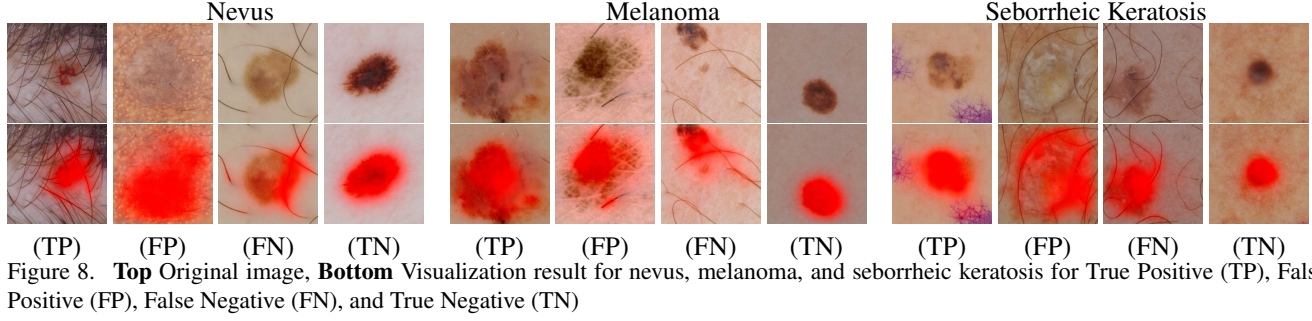 Nevus Melanoma Seborrheic Keratosis
(TP) (FP) (FN) (TN) (TP) (FP) (FN) (TN) (TP) (FP) (FN) (TN)
Figure 8. Top Original image, Bottom Visualization result for nevus, melanoma, and seborrheic keratosis for True Positive (TP), Fals
Positive (FP), False Negative (FN), and True Negative (TN)